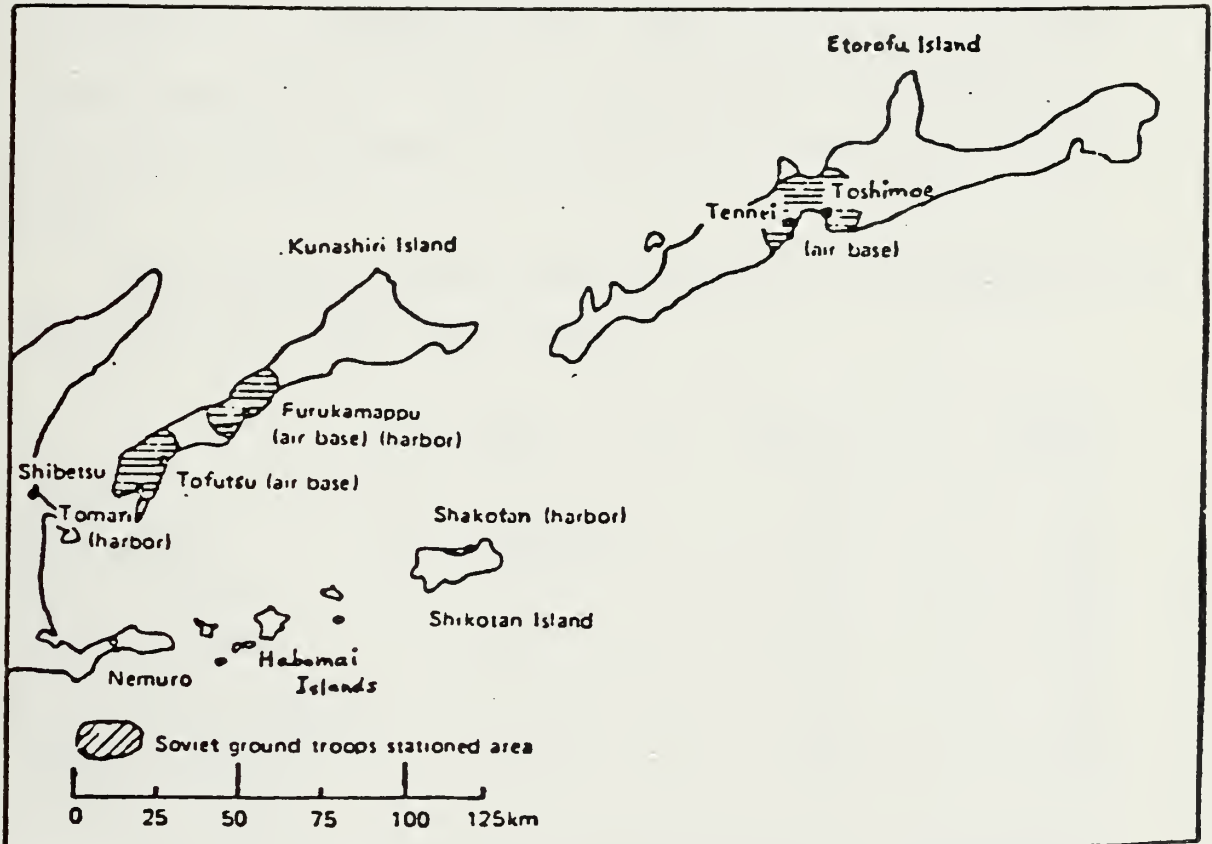 Etorofu Island
Toshimoe
Tennei
(air base)
Kunashiri Island
Furukamappu
(air base) (harbor)
Shibetsu
Tofutsu (air base)
Tomari
(harbor)
Shakotan (harbor)
Shikotan Island
Habomai
Islands
Nemuro
Soviet ground troops stationed area
0 25 50 75 100 125km